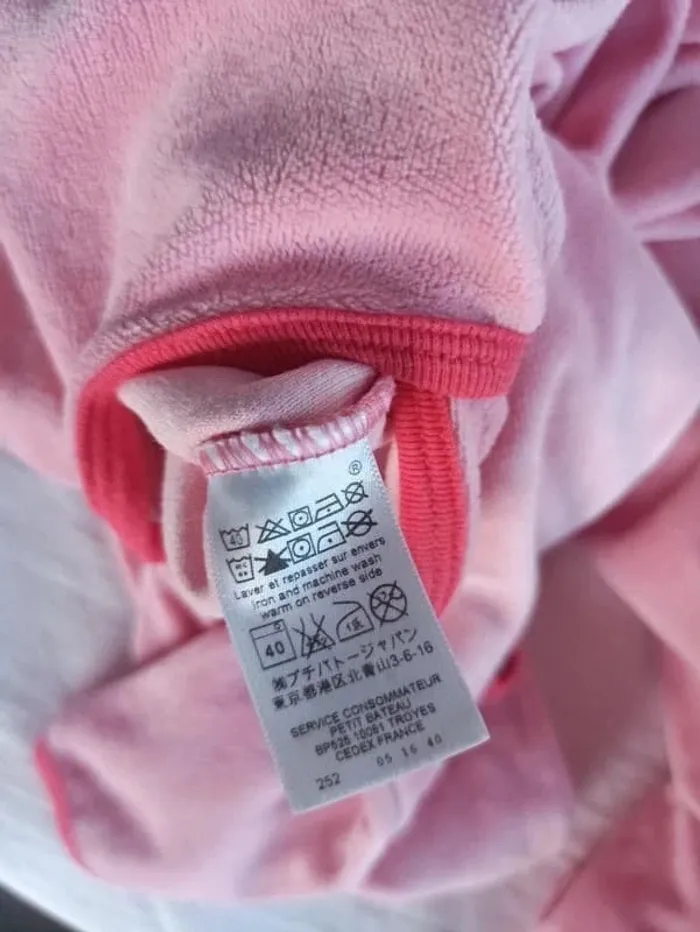 ®
40
Laver et repasser sur envers
Iron and machine wash
warm on reverse side
40
㈱プチバトージャパン
東京都港区北青山3-6-16
SERVICE CONSOMMATEUR
PETIT BATEAU
BP525 10081 TROYES
CEDEX FRANCE
252 05 16 40